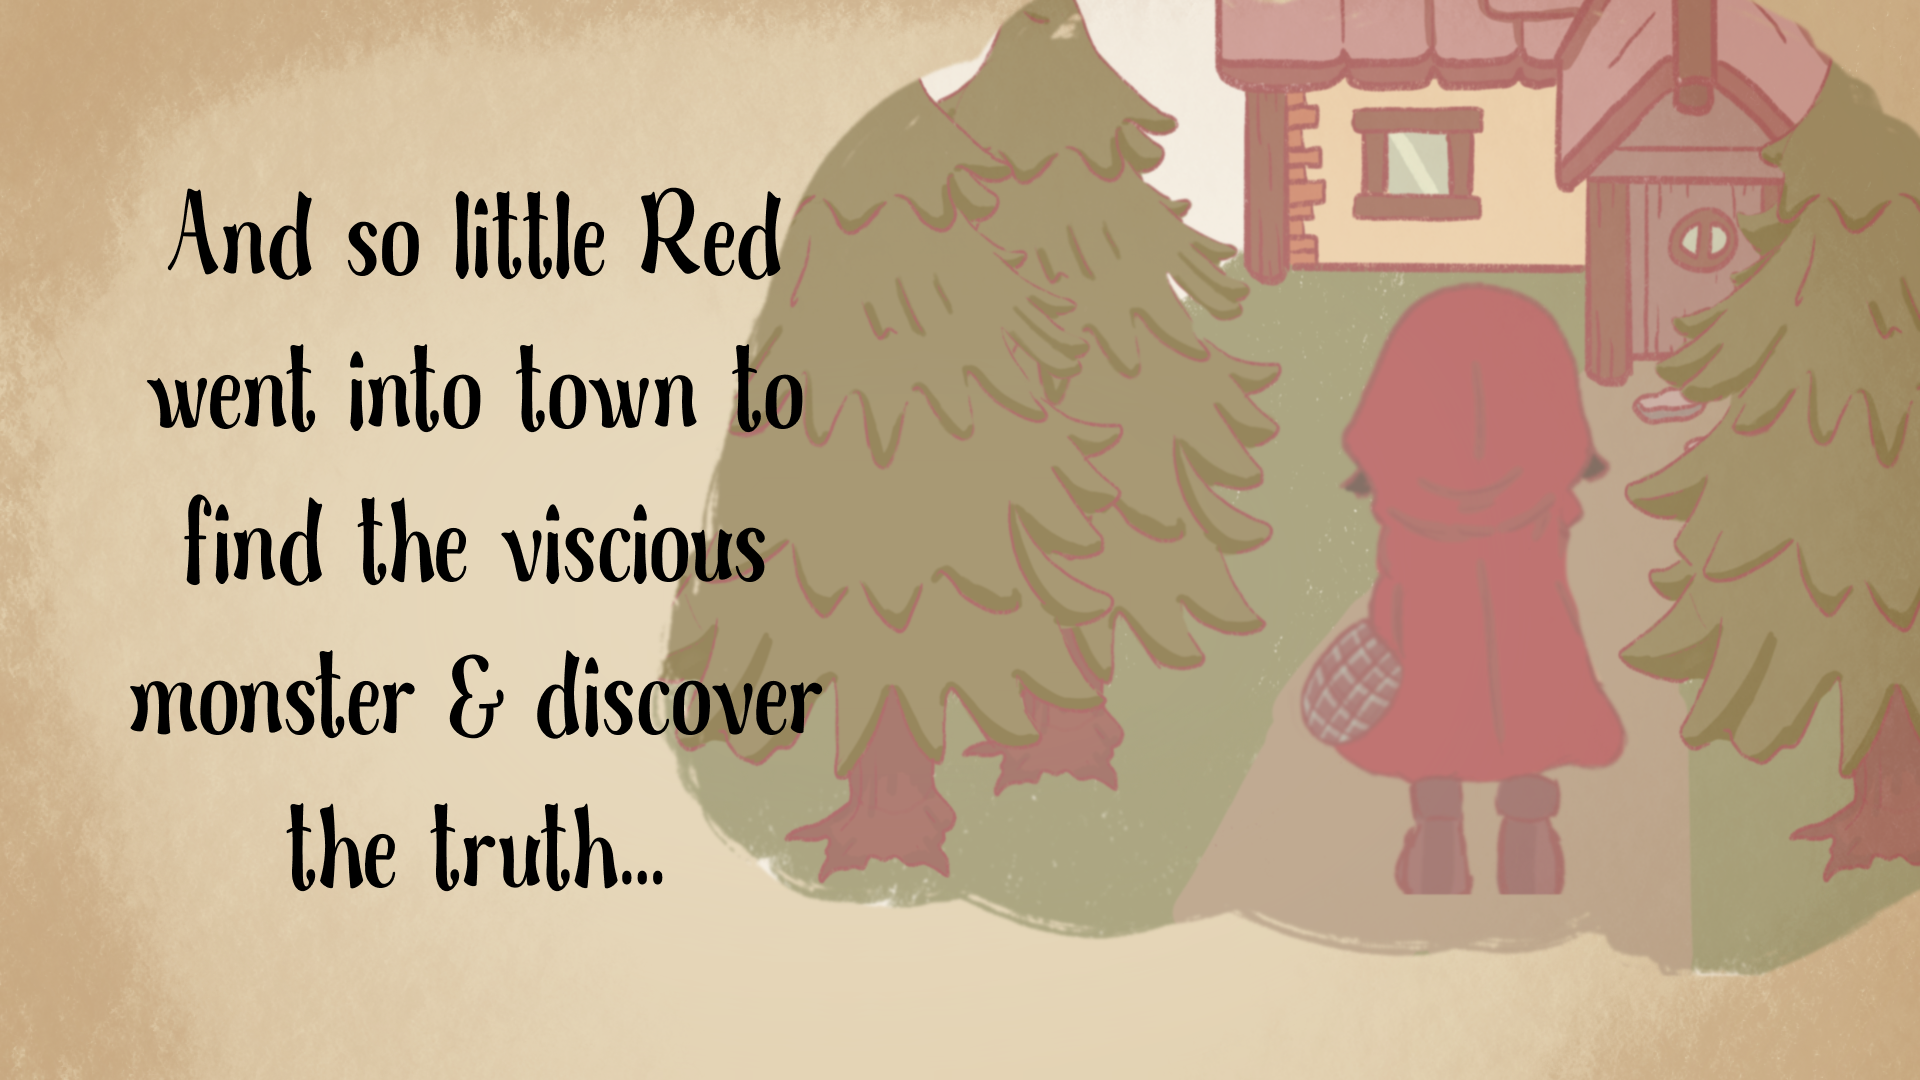 And so little Red
went into town to
find the viscious
monster & discover
the truth...